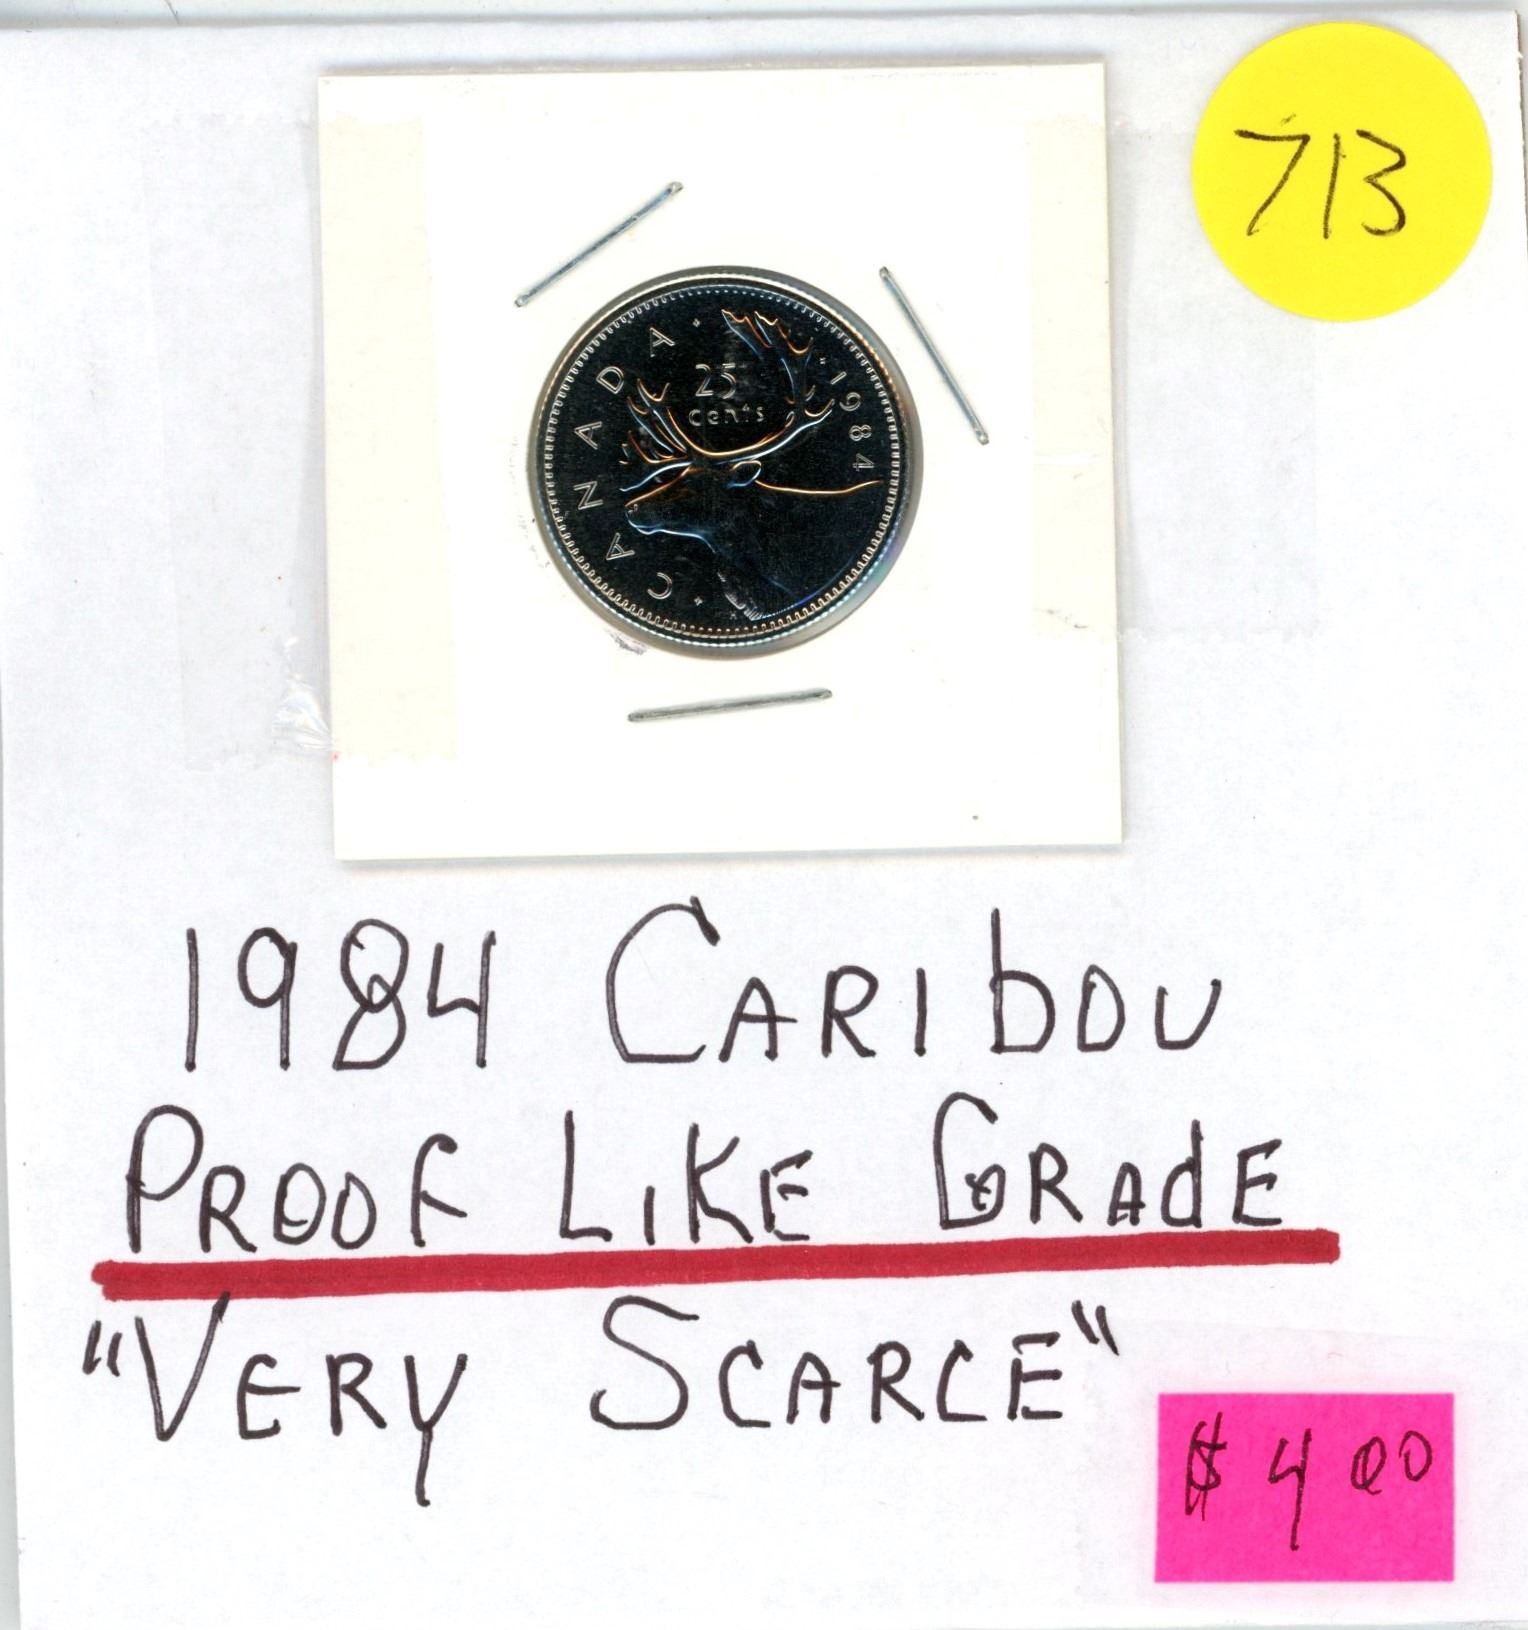 713
CANADA
25
cents
1984
1984 CARIbOU
PROOF LIKE GRAdE
"VERY SCARCE"
$4.00